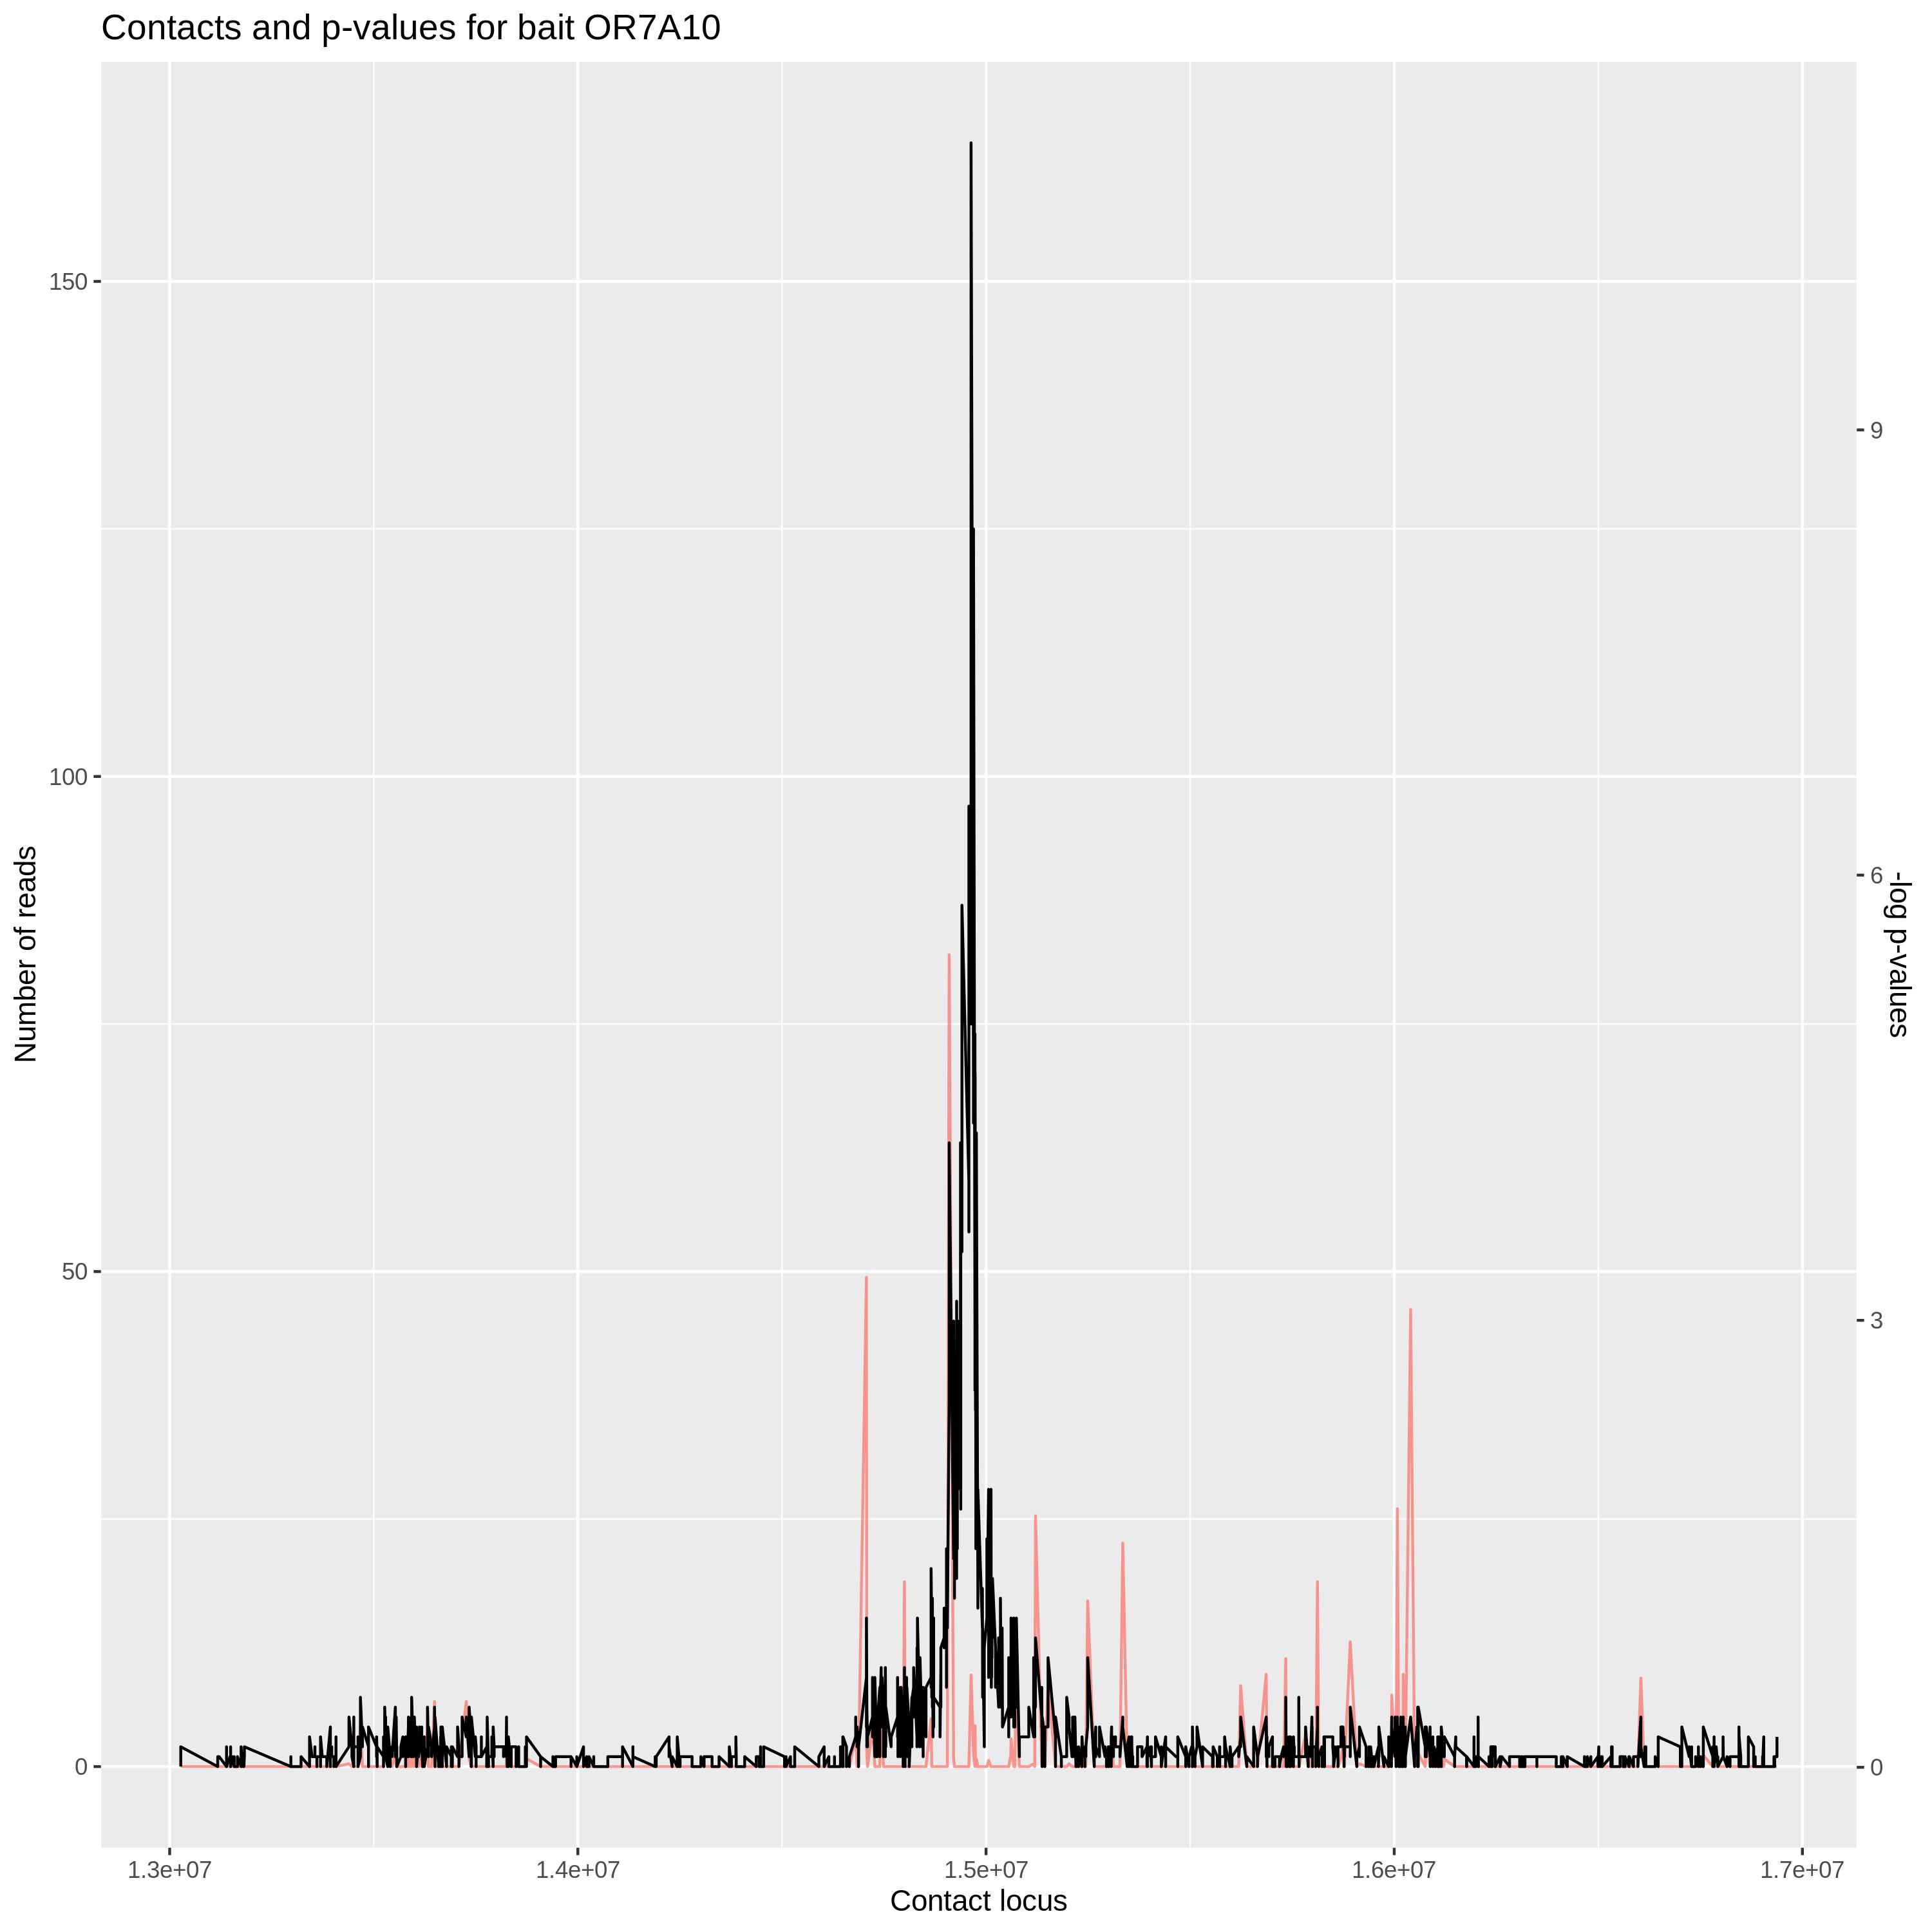 Contacts and p-values for bait OR7A10
Number of reads
150
100
50
0
9
6
3
0
-log p-values
1.3e+07
1.4e+07
1.5e+07
1.6e+07
1.7e+07
Contact locus